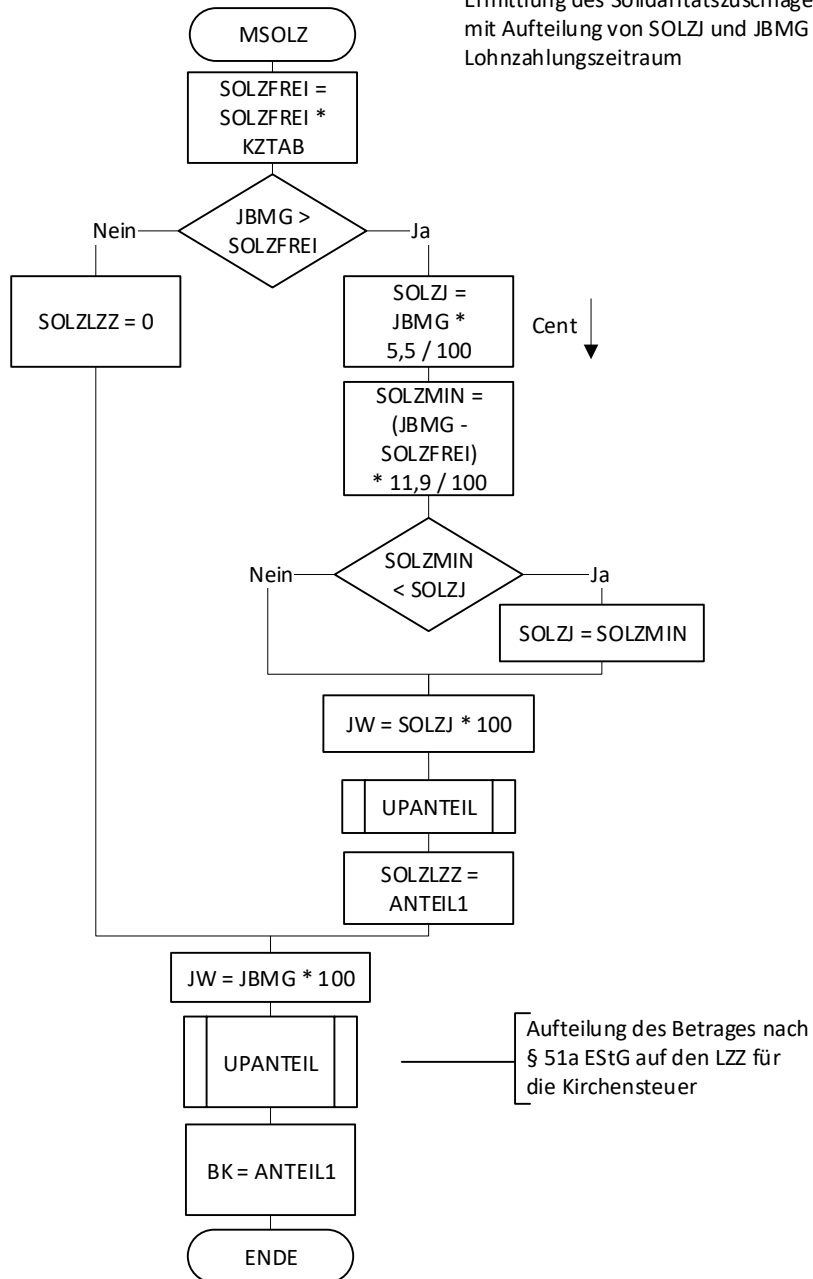 Ermittlung des Solidaritätszuschlage
mit Aufteilung von SOLZJ und JBMG
Lohnzahlungszeitraum
MSOLZ
SOLZFREI =
SOLZFREI *
KZTAB
JBMG >
SOLZFREI
Nein
Ja
SOLZLZZ = 0
SOLZJ =
JBMG *
5,5 / 100
Cent
SOLZMIN =
(JBMG -
SOLZFREI)
* 11,9 / 100
SOLZMIN
< SOLZJ
Nein
Ja
SOLZJ = SOLZMIN
JW = SOLZJ * 100
UPANTEIL
SOLZLZZ =
ANTEIL1
JW = JBMG * 100
UPANTEIL
Aufteilung des Betrages nach
§ 51a EStG auf den LZZ für
die Kirchensteuer
BK = ANTEIL1
ENDE